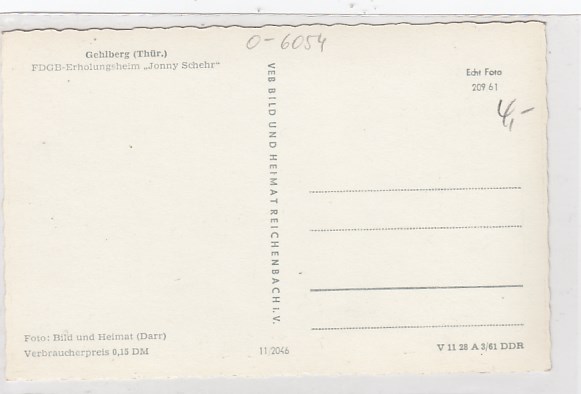 O-6054
Gehlberg (Thür.)
FDGB-Erholungsheim „Jonny Schehr"
Echt Foto
209 61
4,-
VEB BILD UND HEIMAT REICHENBACH I. V.
Foto: Bild und Heimat (Darr)
Verbraucherpreis 0,15 DM
11/2046
V 11 28 A 3/61 DDR